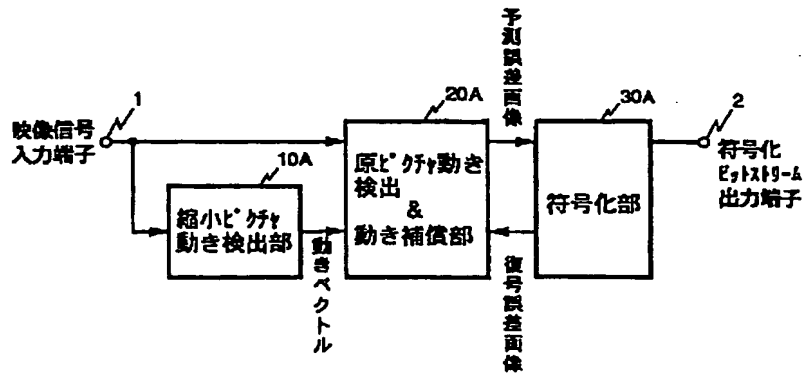 映像信号
入力端子
1
10A
縮小ピクチャ
動き検出部
動きベクトル
20A
原ピクチャ動き
検出
&
動き補償部
予測誤差画像
復号誤差画像
30A
符号化部
2
符号化
ビットストリーム
出力端子